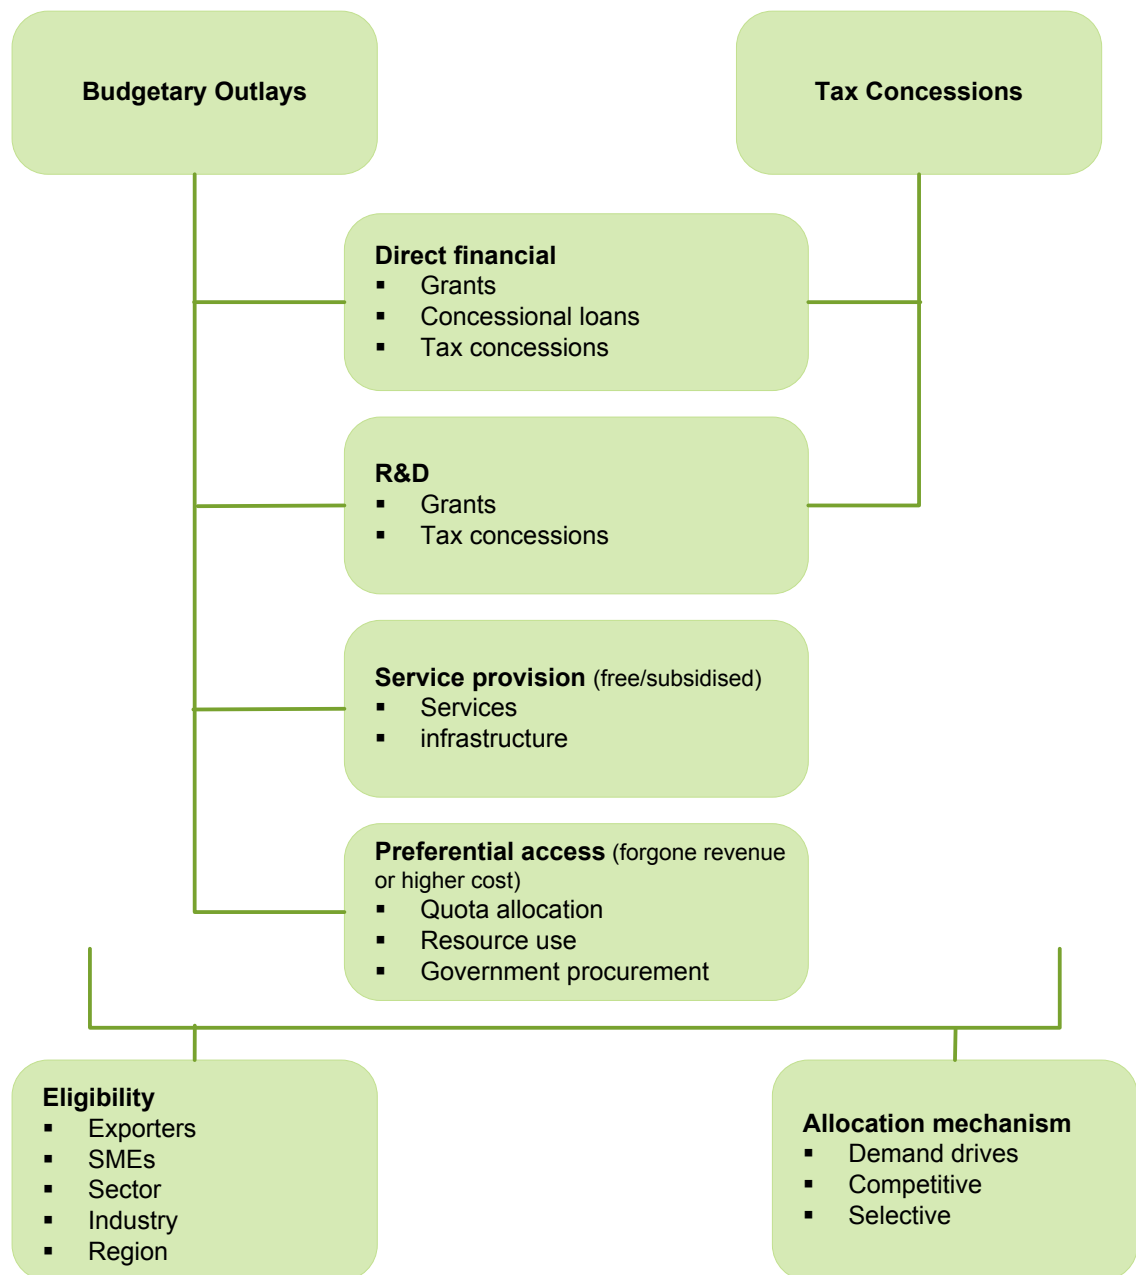 Budgetary Outlays
Tax Concessions
Direct financial
▪ Grants
▪ Concessional loans
▪ Tax concessions
R&D
▪ Grants
▪ Tax concessions
Service provision (free/subsidised)
▪ Services
▪ infrastructure
Preferential access (forgone revenue
or higher cost)
▪ Quota allocation
▪ Resource use
▪ Government procurement
Eligibility
▪ Exporters
▪ SMEs
▪ Sector
▪ Industry
▪ Region
Allocation mechanism
▪ Demand drives
▪ Competitive
▪ Selective